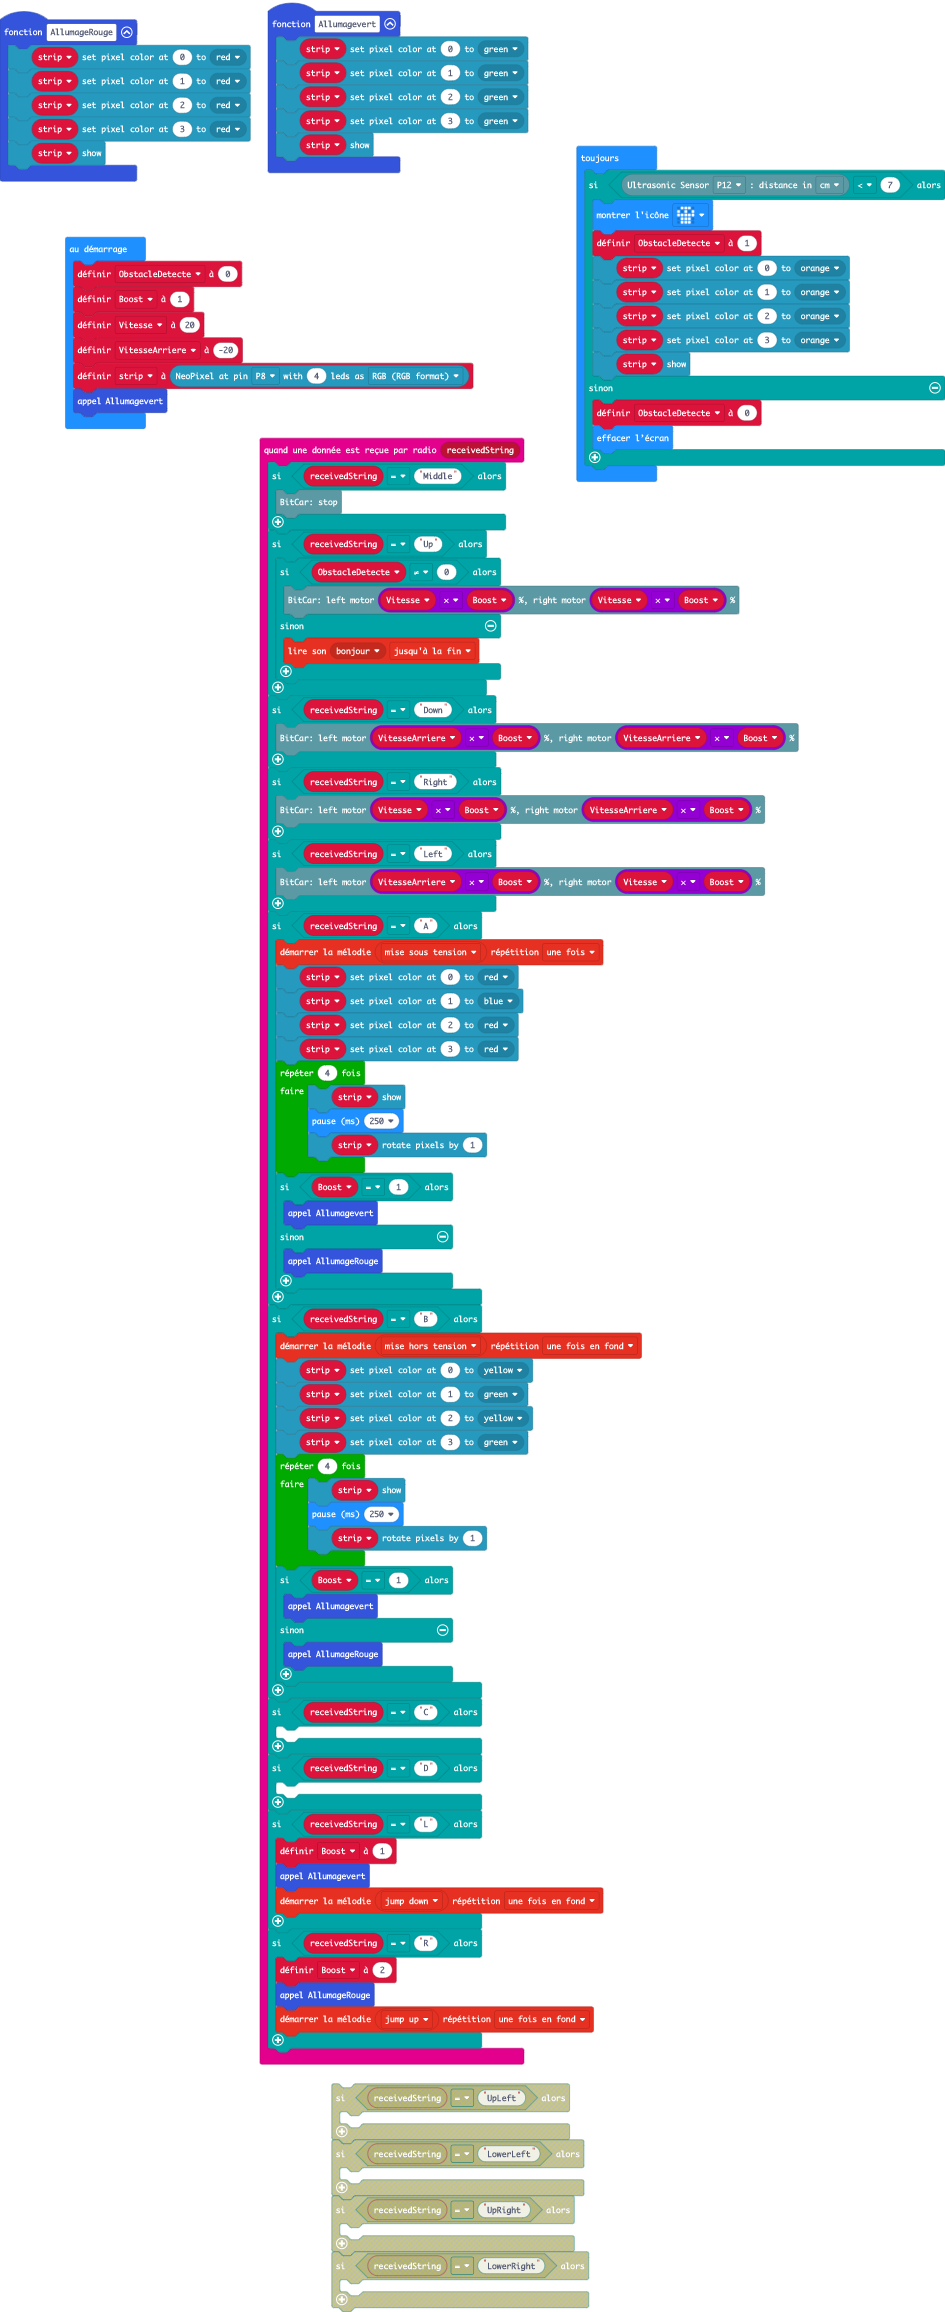 fonction AllumageRouge
strip set pixel color at 0 to red
strip set pixel color at 1 to red
strip set pixel color at 2 to red
strip set pixel color at 3 to red
strip show
fonction Allumagevert
strip set pixel color at 0 to green
strip set pixel color at 1 to green
strip set pixel color at 2 to green
strip set pixel color at 3 to green
strip show
toujours
si Ultrasonic Sensor P12 : distance in cm < 7 alors
montrer l'icône
définir ObstacleDetecte à 1
strip set pixel color at 0 to orange
strip set pixel color at 1 to orange
strip set pixel color at 2 to orange
strip set pixel color at 3 to orange
strip show
sinon
définir ObstacleDetecte à 0
effacer l'écran
au démarrage
définir ObstacleDetecte à 0
définir Boost à 1
définir Vitesse à 20
définir VitesseArriere à -20
définir strip à NeoPixel at pin P8 with 4 leds as RGB (RGB format)
appel Allumagevert
quand une donnée est reçue par radio receivedString
si receivedString = "Middle" alors
BitCar: stop
si receivedString = "Up" alors
si ObstacleDetecte ≠ 0 alors
BitCar: left motor Vitesse × Boost %, right motor Vitesse × Boost %
sinon
lire son bonjour jusqu'à la fin
si receivedString = "Down" alors
BitCar: left motor VitesseArriere × Boost %, right motor VitesseArriere × Boost %
si receivedString = "Right" alors
BitCar: left motor Vitesse × Boost %, right motor VitesseArriere × Boost %
si receivedString = "Left" alors
BitCar: left motor VitesseArriere × Boost %, right motor Vitesse × Boost %
si receivedString = "A" alors
démarrer la mélodie mise sous tension répétition une fois
strip set pixel color at 0 to red
strip set pixel color at 1 to blue
strip set pixel color at 2 to red
strip set pixel color at 3 to red
répéter 4 fois
faire strip show
pause (ms) 250
strip rotate pixels by 1
si Boost = 1 alors
appel Allumagevert
sinon
appel AllumageRouge
si receivedString = "B" alors
démarrer la mélodie mise hors tension répétition une fois en fond
strip set pixel color at 0 to yellow
strip set pixel color at 1 to green
strip set pixel color at 2 to yellow
strip set pixel color at 3 to green
répéter 4 fois
faire strip show
pause (ms) 250
strip rotate pixels by 1
si Boost = 1 alors
appel Allumagevert
sinon
appel AllumageRouge
si receivedString = "C" alors
si receivedString = "D" alors
si receivedString = "L" alors
définir Boost à 1
appel Allumagevert
démarrer la mélodie jump down répétition une fois en fond
si receivedString = "R" alors
définir Boost à 2
appel AllumageRouge
démarrer la mélodie jump up répétition une fois en fond
si receivedString = "UpLeft" alors
si receivedString = "LowerLeft" alors
si receivedString = "UpRight" alors
si receivedString = "LowerRight" alors